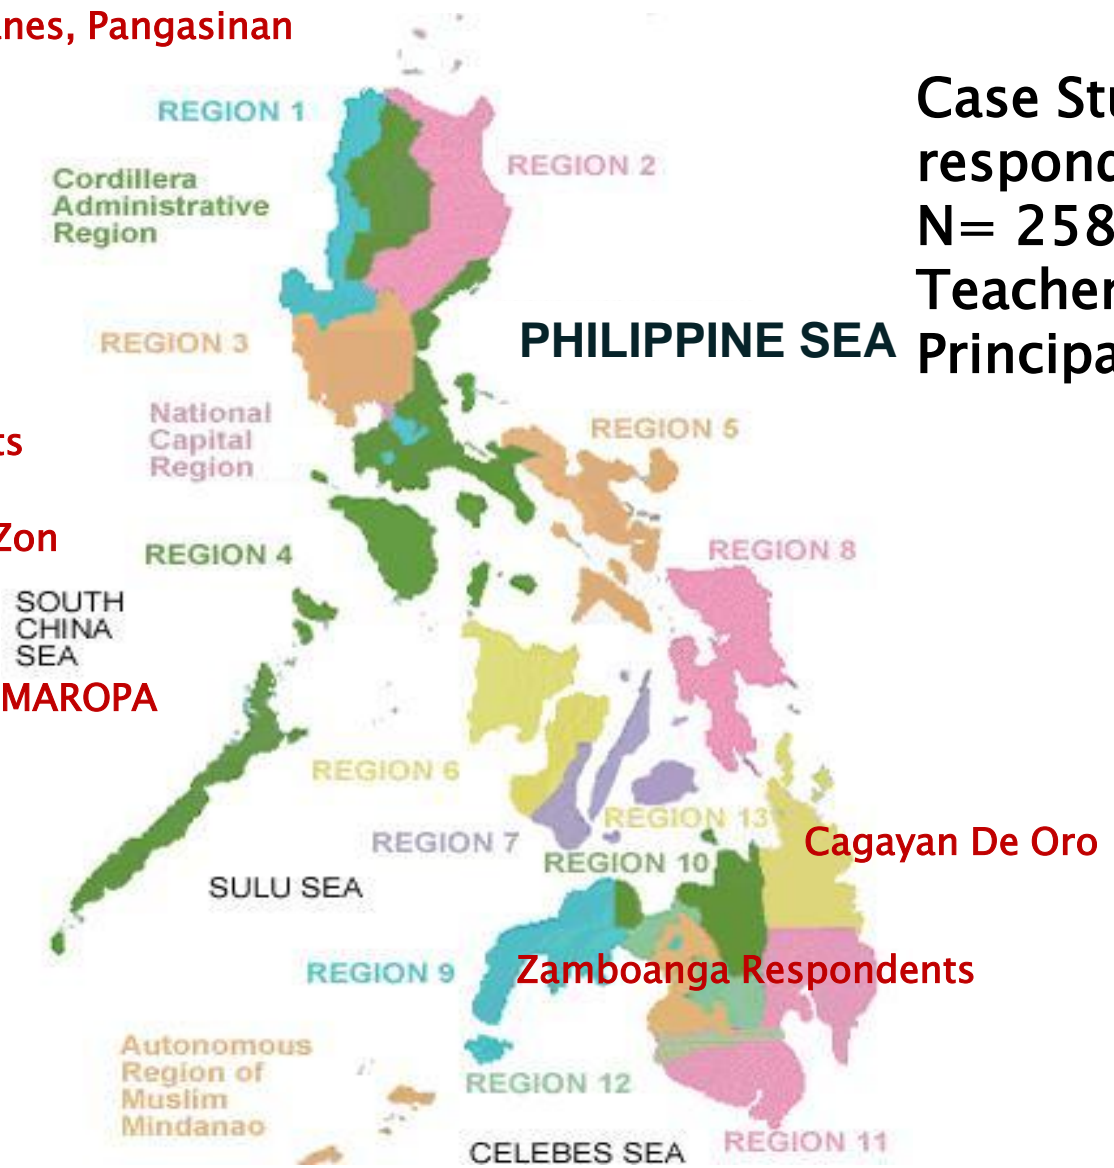 nes, Pangasinan
REGION 1
REGION 2
Cordillera
Administrative
Region
Case Stu
respond
N= 258
Teacher
Principa
REGION 3
PHILIPPINE SEA
National
Capital
Region
REGION 5
ts
Zon
REGION 4
REGION 8
SOUTH
CHINA
SEA
MAROPA
REGION 6
REGION 13
REGION 7
Cagayan De Oro
REGION 10
SULU SEA
REGION 9
Zamboanga Respondents
Autonomous
Region of
Muslim
Mindanao
REGION 12
REGION 11
CELEBES SEA